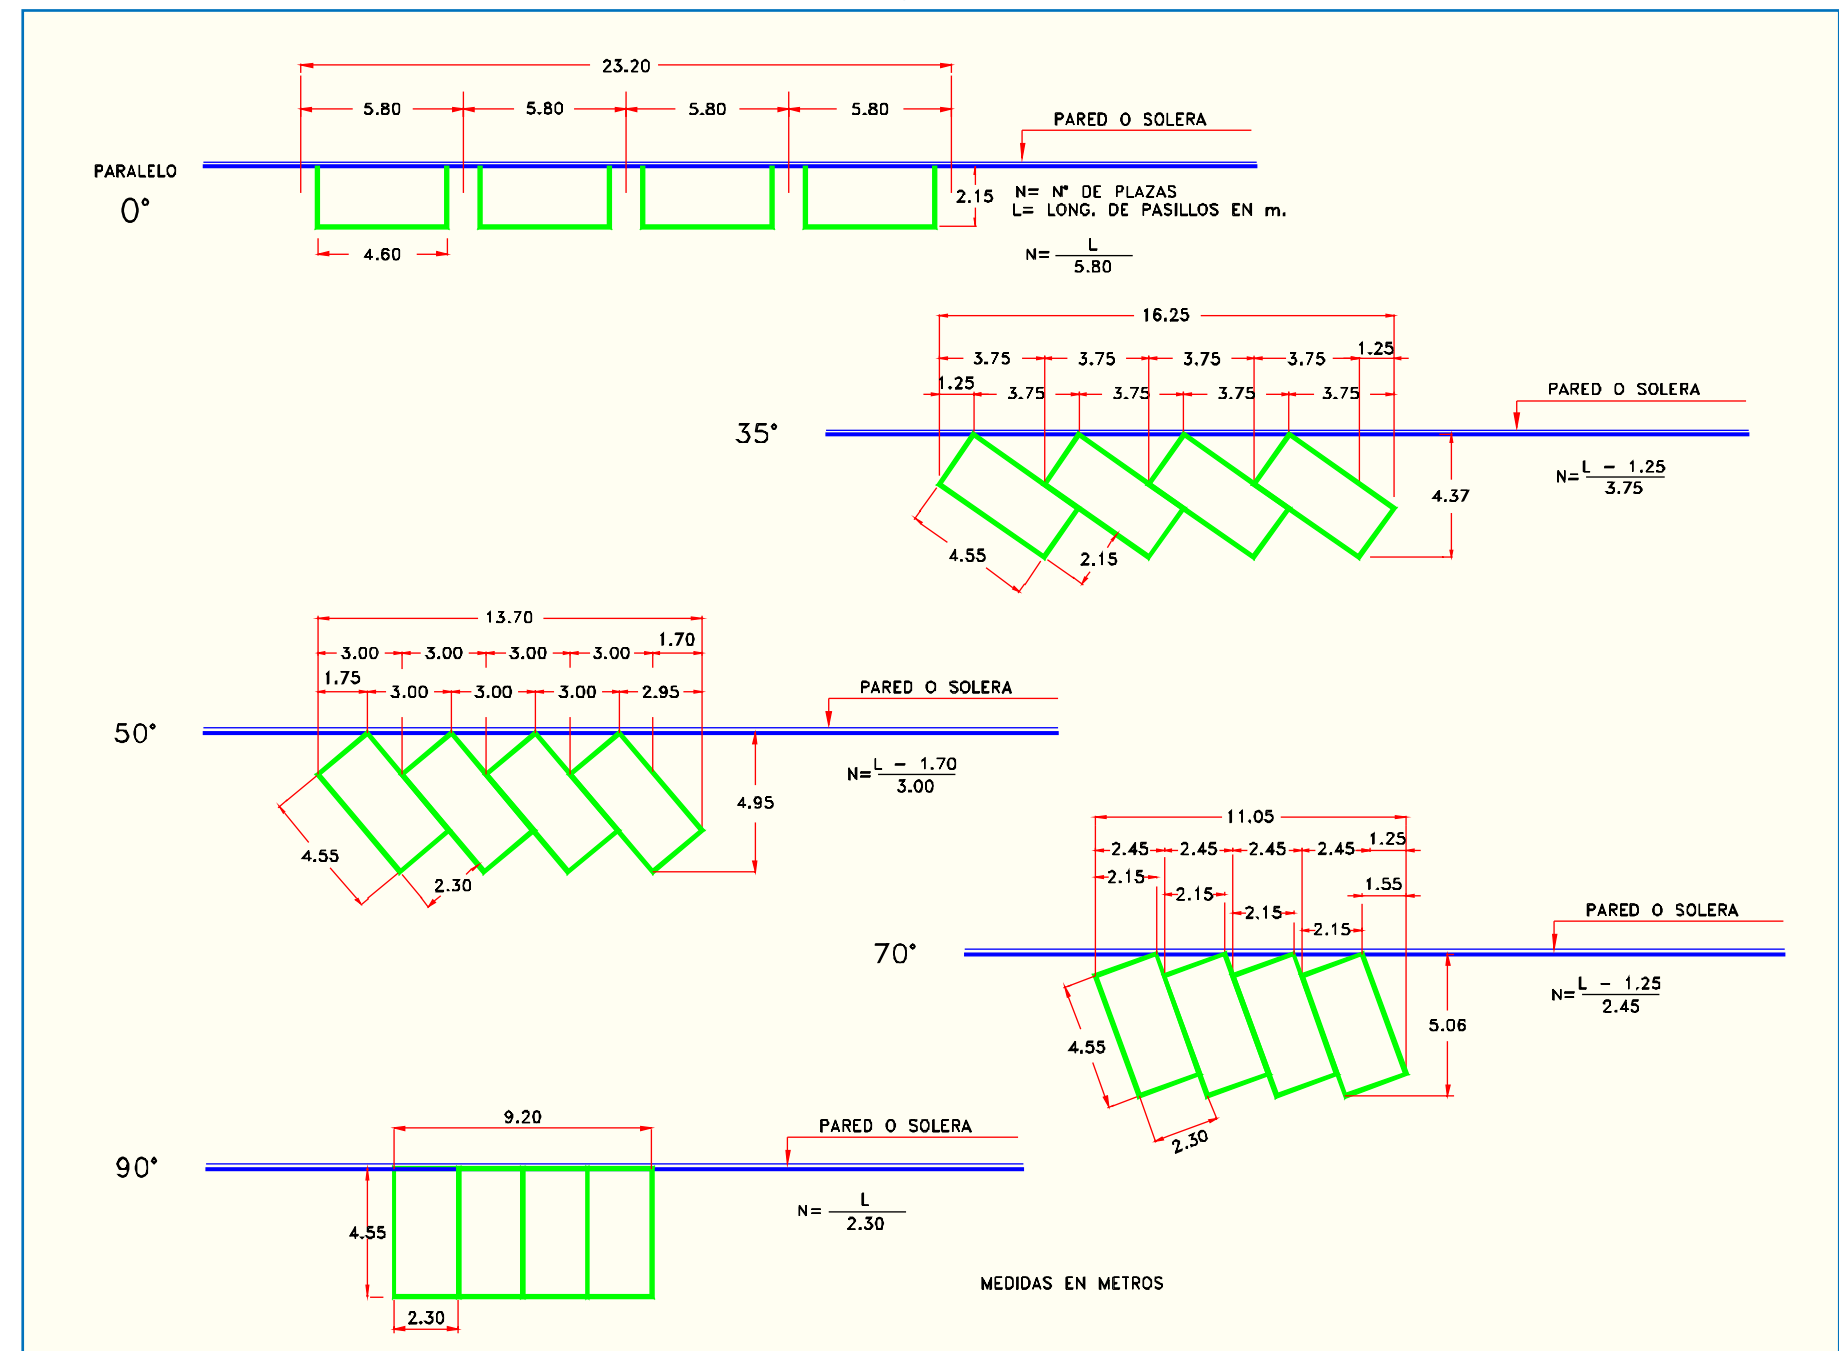 23.20
5.80 5.80 5.80 5.80
PARED O SOLERA
PARALELO
0°
2.15
N= Nº DE PLAZAS
L= LONG. DE PASILLOS EN m.
4.60
N= L
5.80
16.25
3.75 3.75 3.75 3.75 1.25
1.25 3.75 3.75 3.75 3.75
PARED O SOLERA
35°
N= L - 1.25
3.75
4.37
4.55
2.15
13.70
3.00 3.00 3.00 3.00 1.70
1.75 3.00 3.00 3.00 2.95
PARED O SOLERA
50°
N= L - 1.70
3.00
4.95
4.55
2.30
11.05
2.45 2.45 2.45 2.45 1.25
2.15 2.15 2.15 2.15 1.55
PARED O SOLERA
70°
N= L - 1.25
2.45
5.06
4.55
2.30
9.20
PARED O SOLERA
90°
N= L
2.30
4.55
2.30
MEDIDAS EN METROS